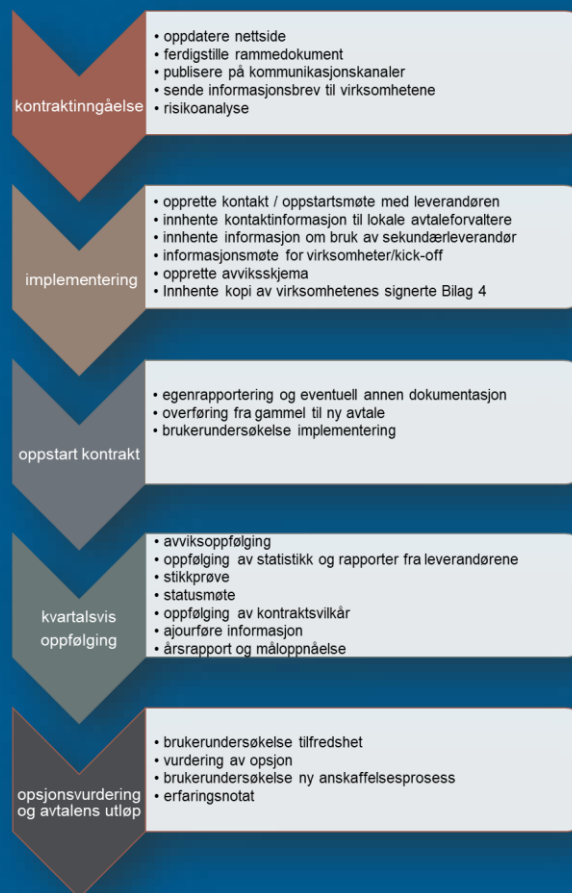 kontraktinngåelse
• oppdatere nettside
• ferdigstille rammedokument
• publisere på kommunikasjonskanaler
• sende informasjonsbrev til virksomhetene
• risikoanalyse
implementering
• opprette kontakt / oppstartsmøte med leverandøren
• innhente kontaktinformasjon til lokale avtaleforvaltere
• innhente informasjon om bruk av sekundærleverandør
• informasjonsmøte for virksomheter/kick-off
• opprette avviksskjema
• Innhente kopi av virksomhetenes signerte Bilag 4
oppstart kontrakt
• egenrapportering og eventuell annen dokumentasjon
• overføring fra gammel til ny avtale
• brukerundersøkelse implementering
kvartalsvis
oppfølging
• avviksoppfølging
• oppfølging av statistikk og rapporter fra leverandørene
• stikkprøve
• statusmøte
• oppfølging av kontraktsvilkår
• ajourføre informasjon
• årsrapport og måloppnåelse
opsjonsvurdering
og avtalens utløp
• brukerundersøkelse tilfredshet
• vurdering av opsjon
• brukerundersøkelse ny anskaffelsesprosess
• erfaringsnotat